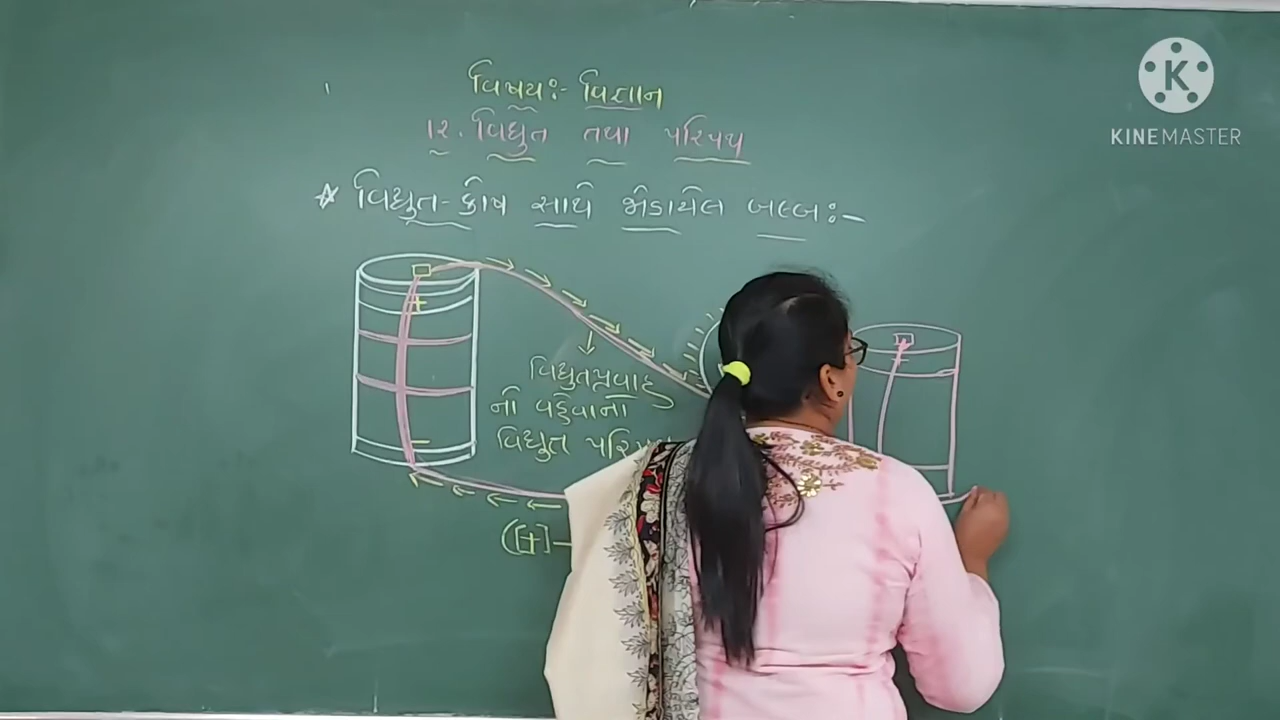 વિષય:- વિજ્ઞાન
૧૨. વિદ્યુત તથા પરિપથ
☆ વિદ્યુત-કોષ સાથે જોડાયેલ બલ્બ:-
KINEMASTER
+
+
વિદ્યુતપ્રવાહ
નો વહેવાનો
વિદ્યુત પરિપ
-
([+]-